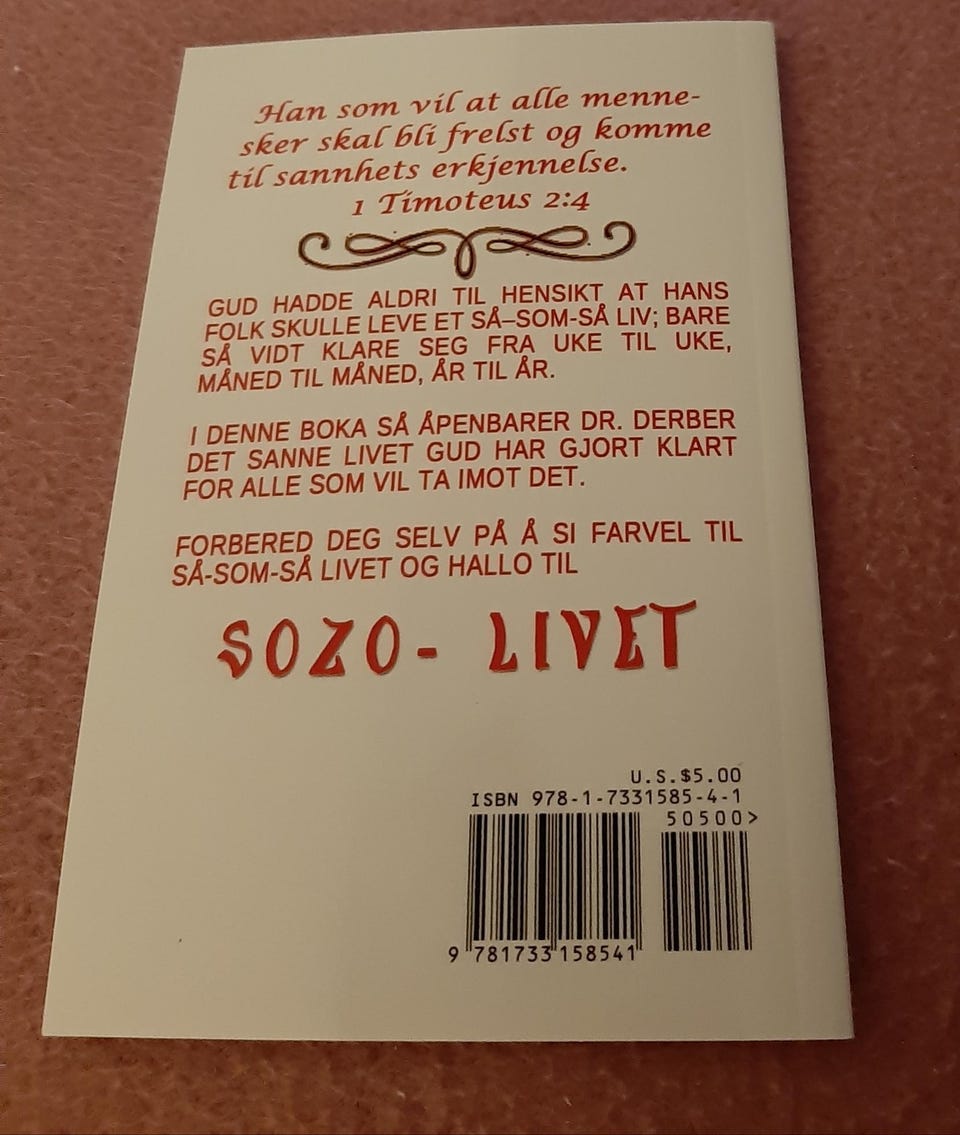 Han som vil at alle menne-
sker skal bli frelst og komme
til sannhets erkjennelse.
1 Timoteus 2:4
GUD HADDE ALDRI TIL HENSIKT AT HANS
FOLK SKULLE LEVE ET SÅ–SOM-SÅ LIV; BARE
SÅ VIDT KLARE SEG FRA UKE TIL UKE,
MÅNED TIL MÅNED, ÅR TIL ÅR.
I DENNE BOKA SÅ ÅPENBARER DR. DERBER
DET SANNE LIVET GUD HAR GJORT KLART
FOR ALLE SOM VIL TA IMOT DET.
FORBERED DEG SELV PÅ Å SI FARVEL TIL
SÅ-SOM-SÅ LIVET OG HALLO TIL
SOZO- LIVET
U.S.$5.00
ISBN 978-1-7331585-4-1
50500>
9 781733 158541